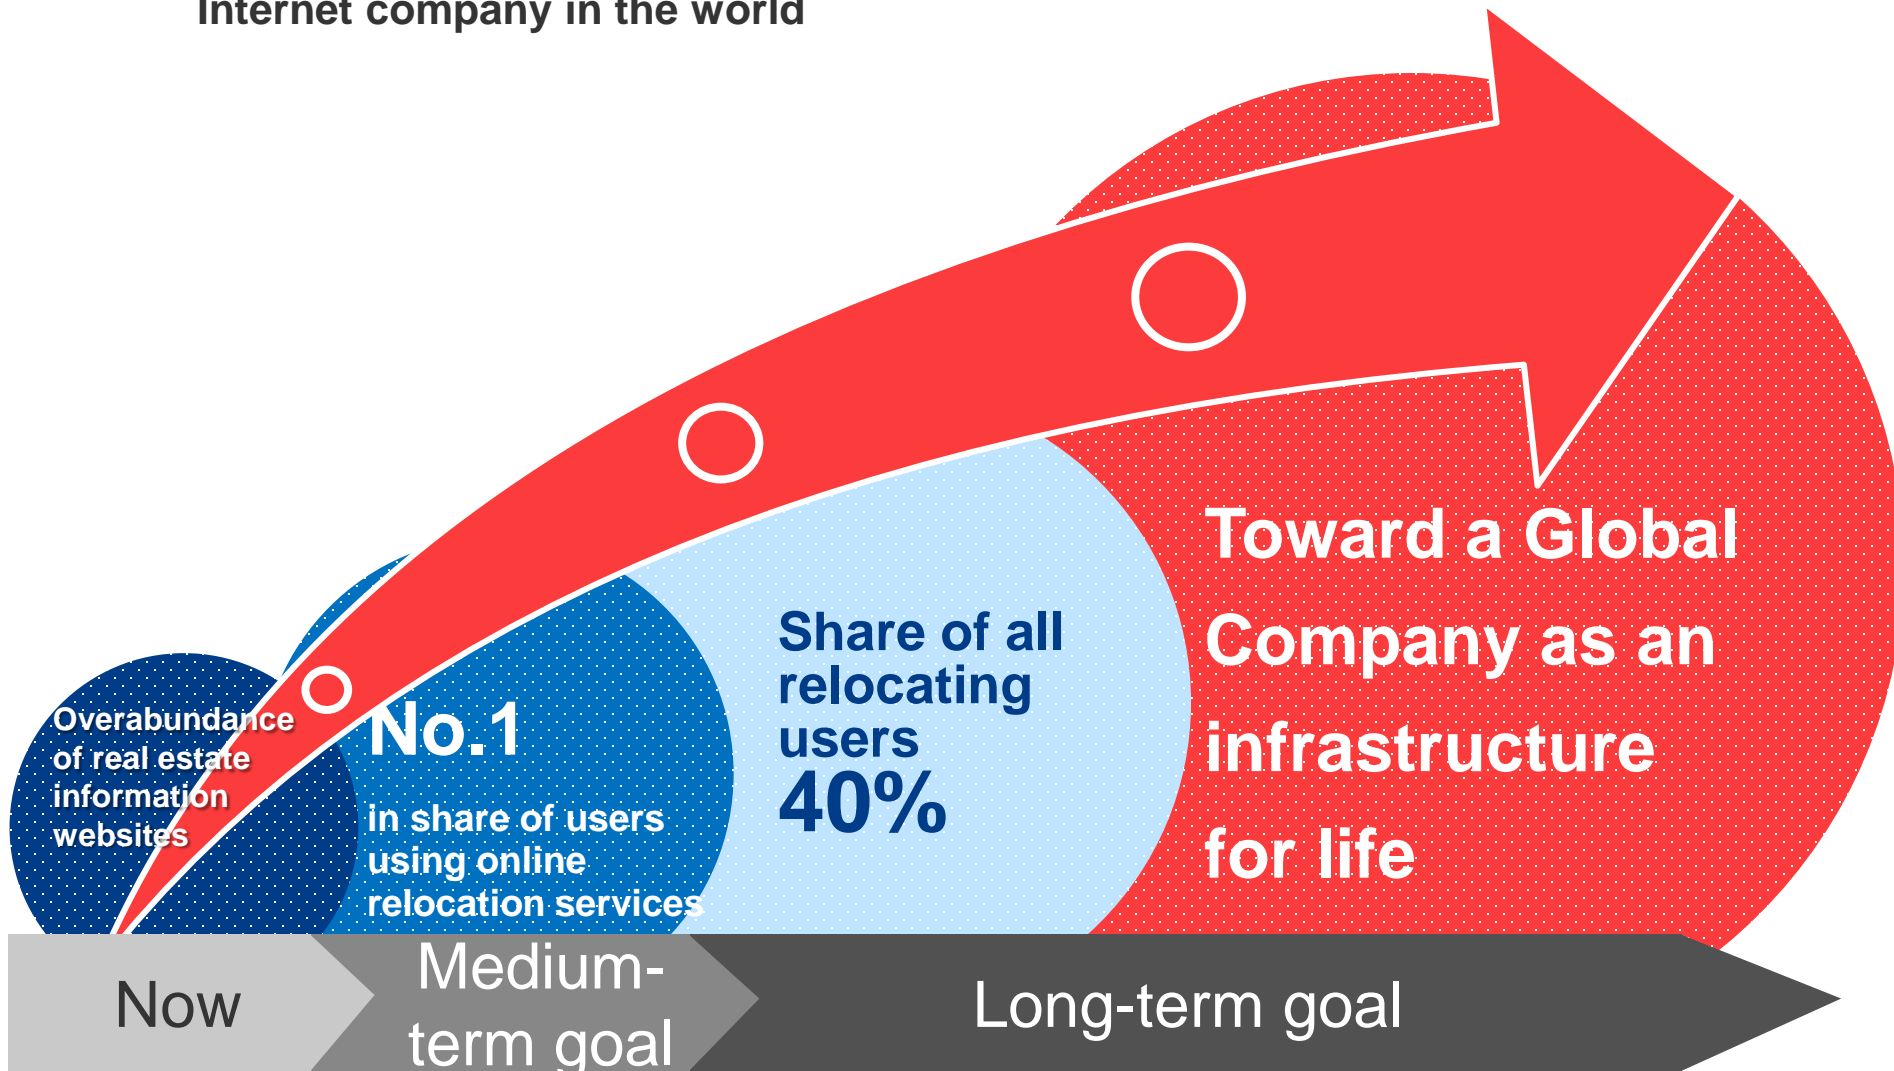 Internet company in the world
Overabundance
of real estate
information
websites
No.1
in share of users
using online
relocation services
Share of all
relocating
users
40%
Toward a Global
Company as an
infrastructure
for life
Now
Medium-
term goal
Long-term goal